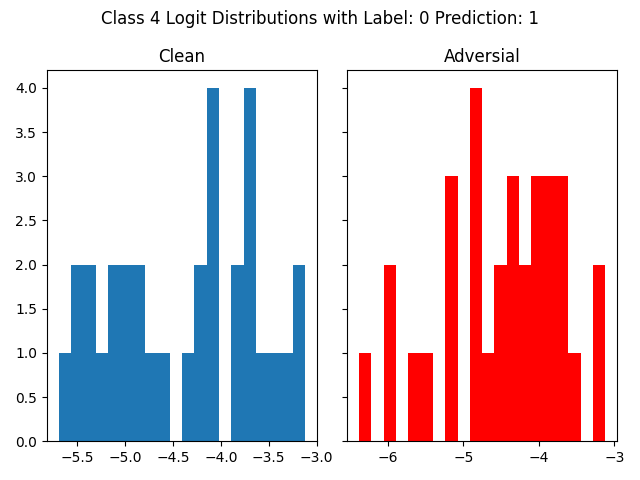 Class 4 Logit Distributions with Label: 0 Prediction: 1
Clean
Adversial
4.0
3.5
3.0
2.5
2.0
1.5
1.0
0.5
0.0
−5.5 −5.0 −4.5 −4.0 −3.5 −3.0
−6 −5 −4 −3